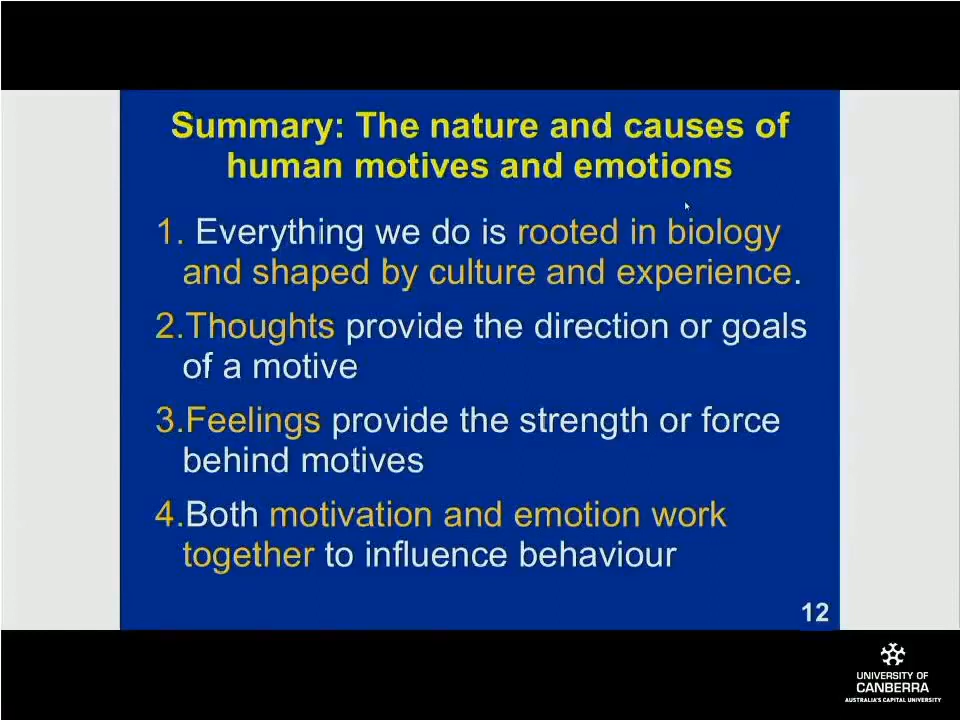 Summary: The nature and causes of
human motives and emotions
1. Everything we do is rooted in biology
and shaped by culture and experience.
2.Thoughts provide the direction or goals
of a motive
3.Feelings provide the strength or force
behind motives
4.Both motivation and emotion work
together to influence behaviour
12
UNIVERSITY OF
CANBERRA
AUSTRALIA'S CAPITAL UNIVERSITY